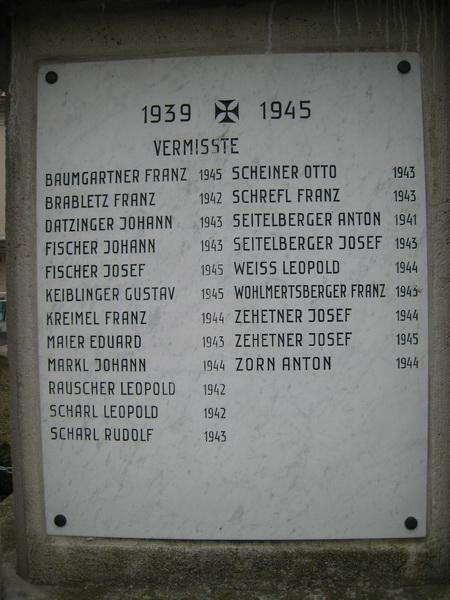 1939 1945
VERMISSTE
BAUMGARTNER FRANZ 1945
BRABLETZ FRANZ 1942
DATZINGER JOHANN 1943
FISCHER JOHANN 1943
FISCHER JOSEF 1945
KEIBLINGER GUSTAV 1945
KREIMEL FRANZ 1944
MAIER EDUARD 1943
MARKL JOHANN 1944
RAUSCHER LEOPOLD 1942
SCHARL LEOPOLD 1942
SCHARL RUDOLF 1943
SCHEINER OTTO 1943
SCHREFL FRANZ 1943
SEITELBERGER ANTON 1941
SEITELBERGER JOSEF 1943
WEISS LEOPOLD 1944
WOHLMERTSBERGER FRANZ 1943
ZEHETNER JOSEF 1944
ZEHETNER JOSEF 1945
ZORN ANTON 1944